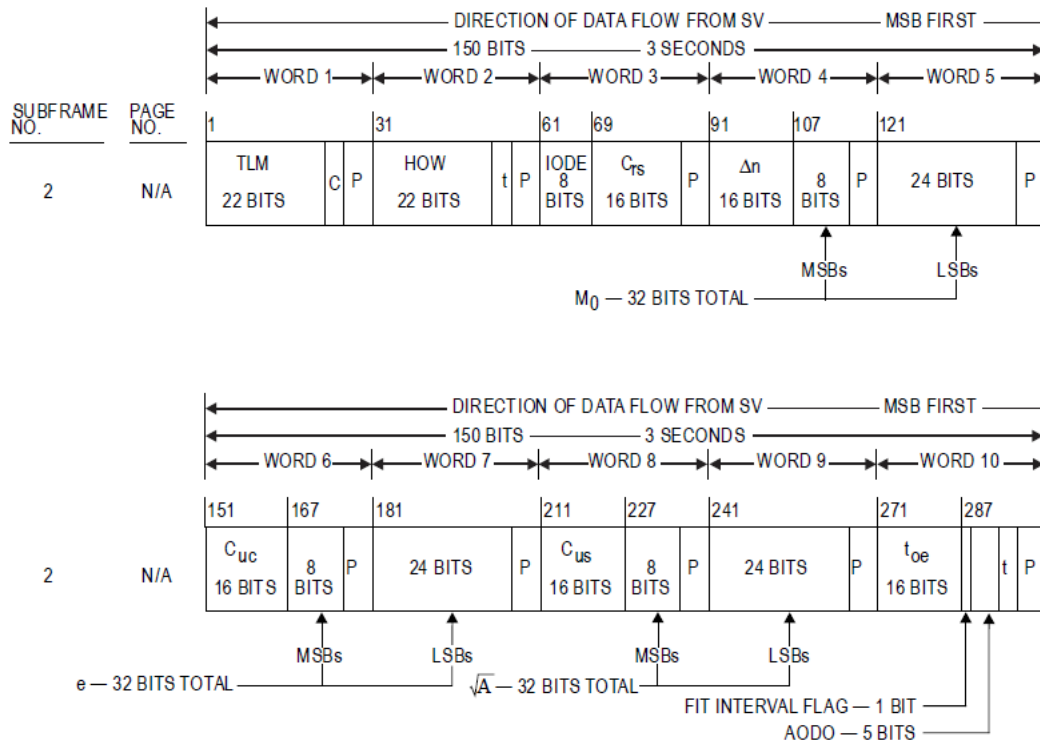 DIRECTION OF DATA FLOW FROM SV MSB FIRST
150 BITS 3 SECONDS
WORD 1 WORD 2 WORD 3 WORD 4 WORD 5
SUBFRAME NO. PAGE NO. 1 31 61 69 91 107 121
2 N/A TLM 22 BITS C P HOW 22 BITS t P IODE 8 BITS Crs 16 BITS P Δn 16 BITS 8 BITS P 24 BITS P
MSBs LSBs
M0 — 32 BITS TOTAL
DIRECTION OF DATA FLOW FROM SV MSB FIRST
150 BITS 3 SECONDS
WORD 6 WORD 7 WORD 8 WORD 9 WORD 10
151 167 181 211 227 241 271 287
2 N/A Cuc 16 BITS 8 BITS P 24 BITS P Cus 16 BITS 8 BITS P 24 BITS P toe 16 BITS t P
MSBs LSBs MSBs LSBs
e — 32 BITS TOTAL √A — 32 BITS TOTAL
FIT INTERVAL FLAG — 1 BIT
AODO — 5 BITS